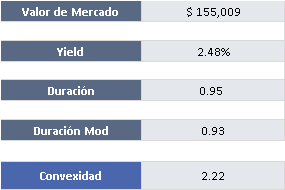 Valor de Mercado $ 155,009
Yield 2.48%
Duración 0.95
Duración Mod 0.93
Convexidad 2.22